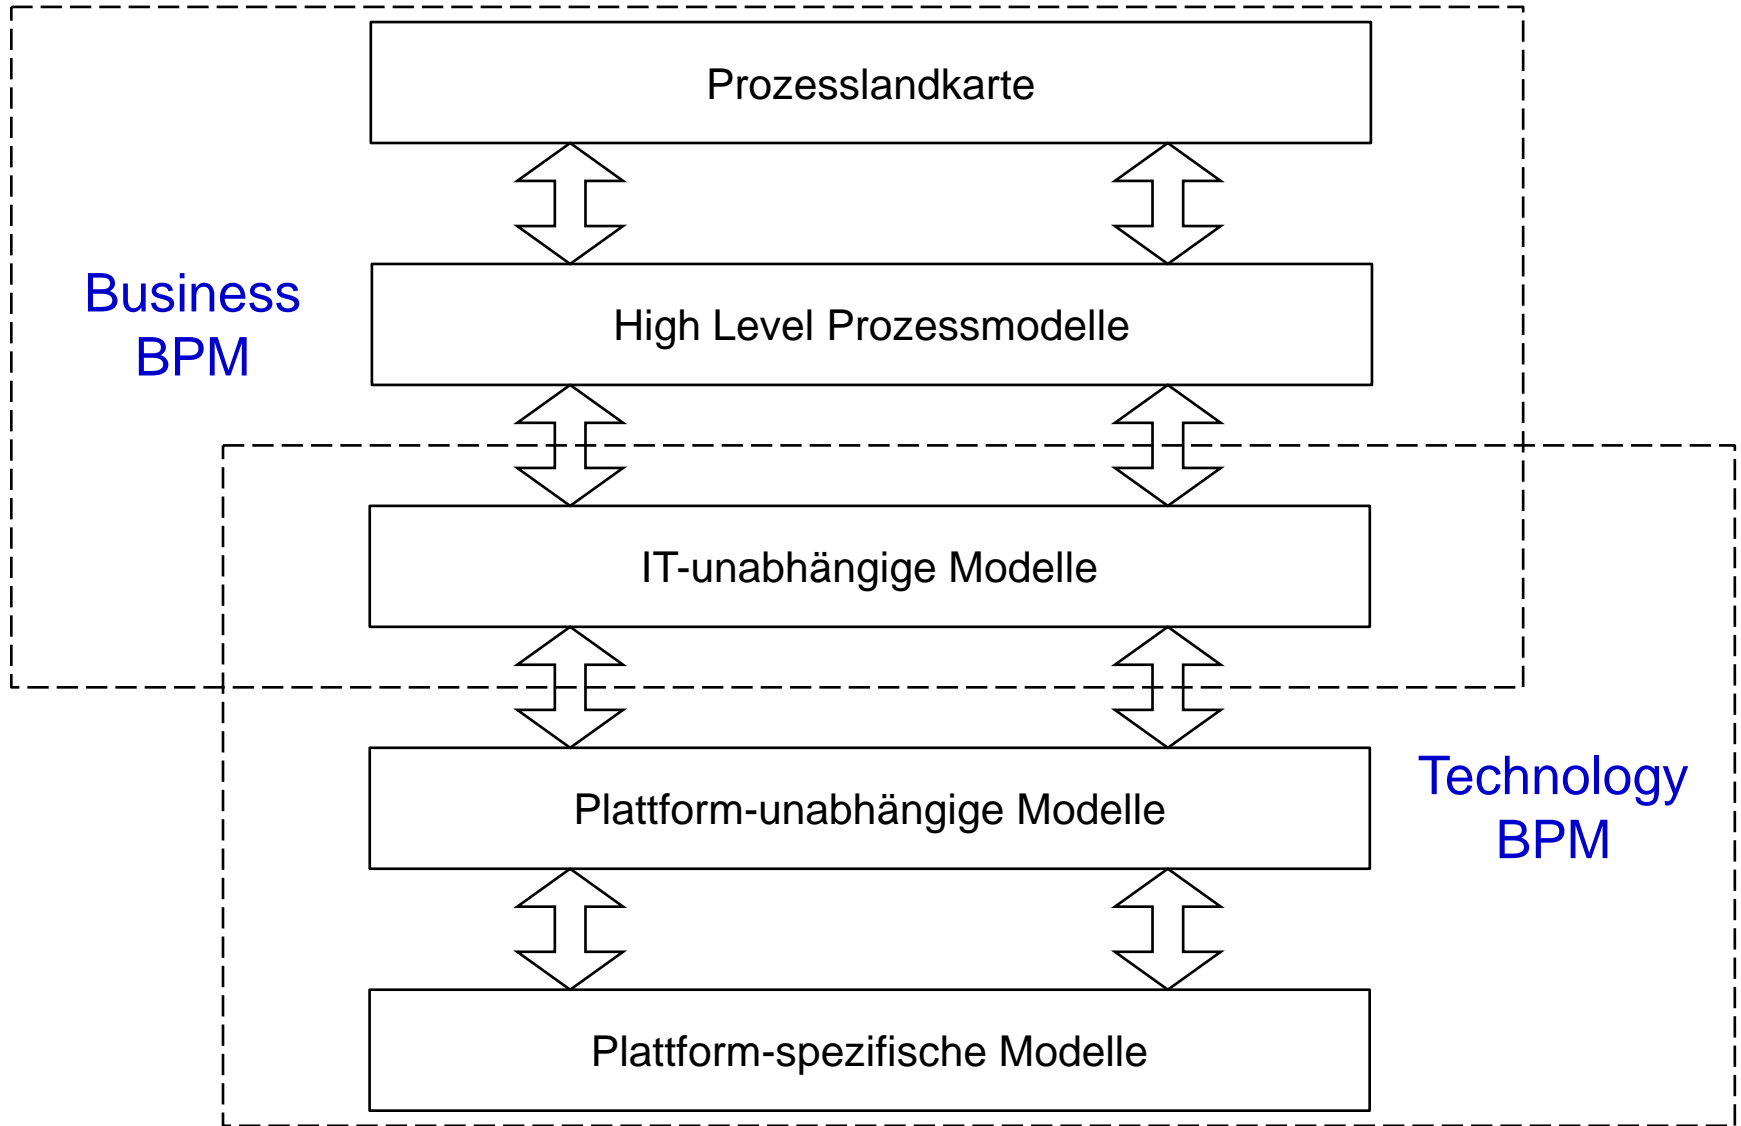 Prozesslandkarte
Business
BPM
High Level Prozessmodelle
IT-unabhängige Modelle
Plattform-unabhängige Modelle
Technology
BPM
Plattform-spezifische Modelle